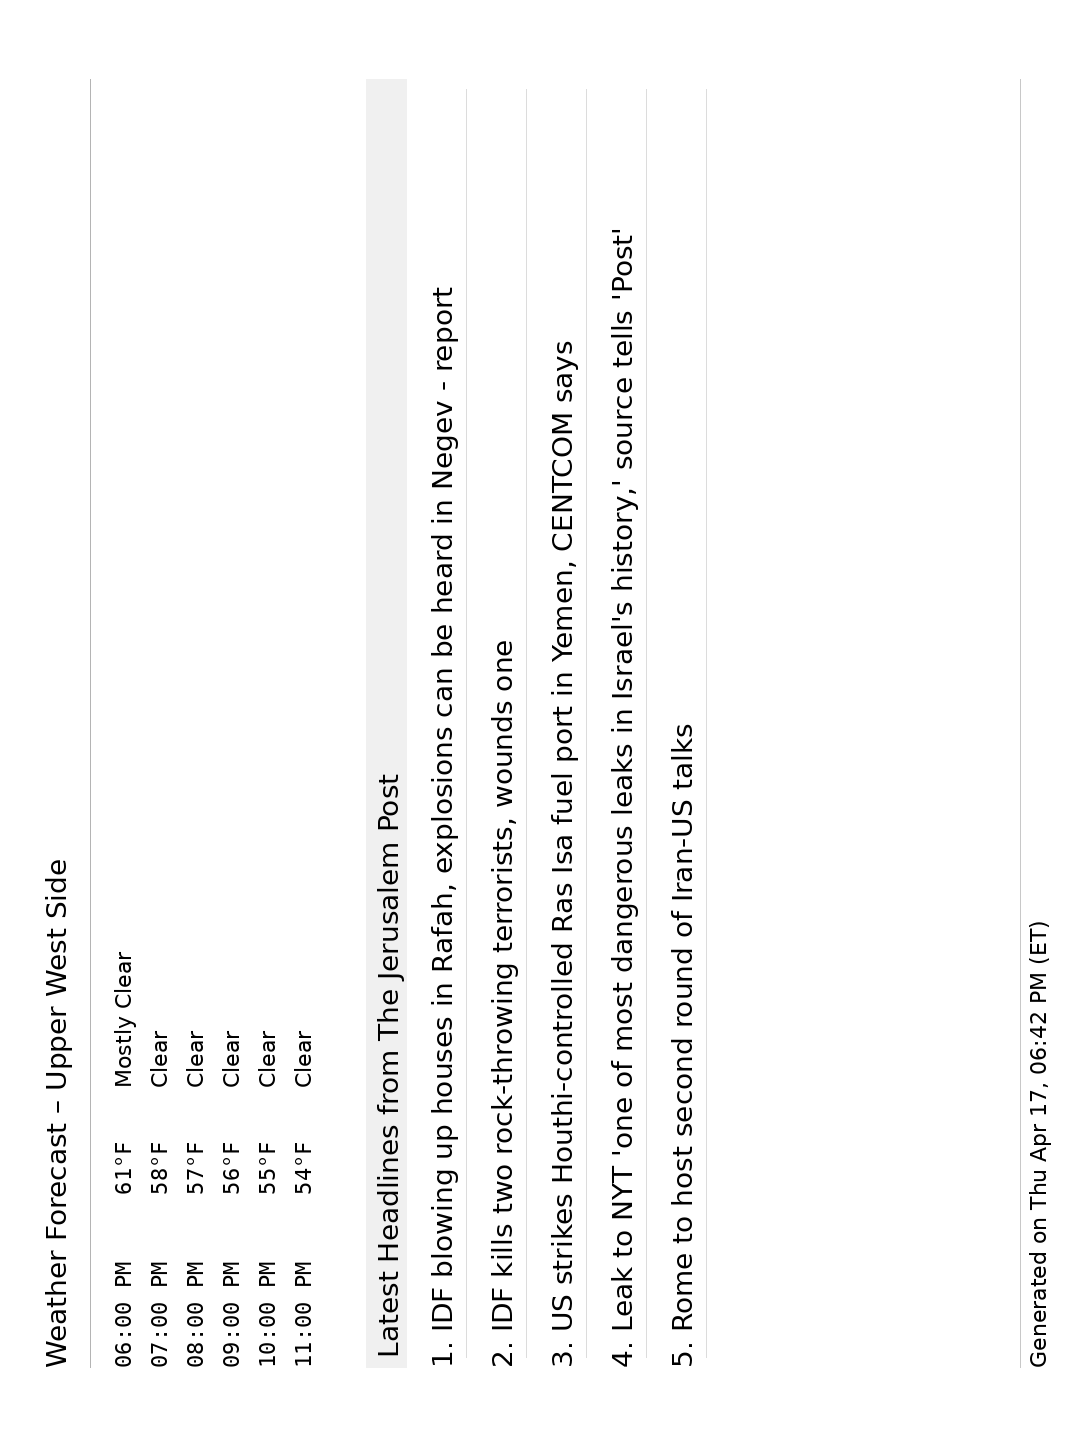 Weather Forecast – Upper West Side
06:00 PM 61°F Mostly Clear
07:00 PM 58°F Clear
08:00 PM 57°F Clear
09:00 PM 56°F Clear
10:00 PM 55°F Clear
11:00 PM 54°F Clear
Latest Headlines from The Jerusalem Post
1. IDF blowing up houses in Rafah, explosions can be heard in Negev - report
2. IDF kills two rock-throwing terrorists, wounds one
3. US strikes Houthi-controlled Ras Isa fuel port in Yemen, CENTCOM says
4. Leak to NYT 'one of most dangerous leaks in Israel's history,' source tells 'Post'
5. Rome to host second round of Iran-US talks
Generated on Thu Apr 17, 06:42 PM (ET)